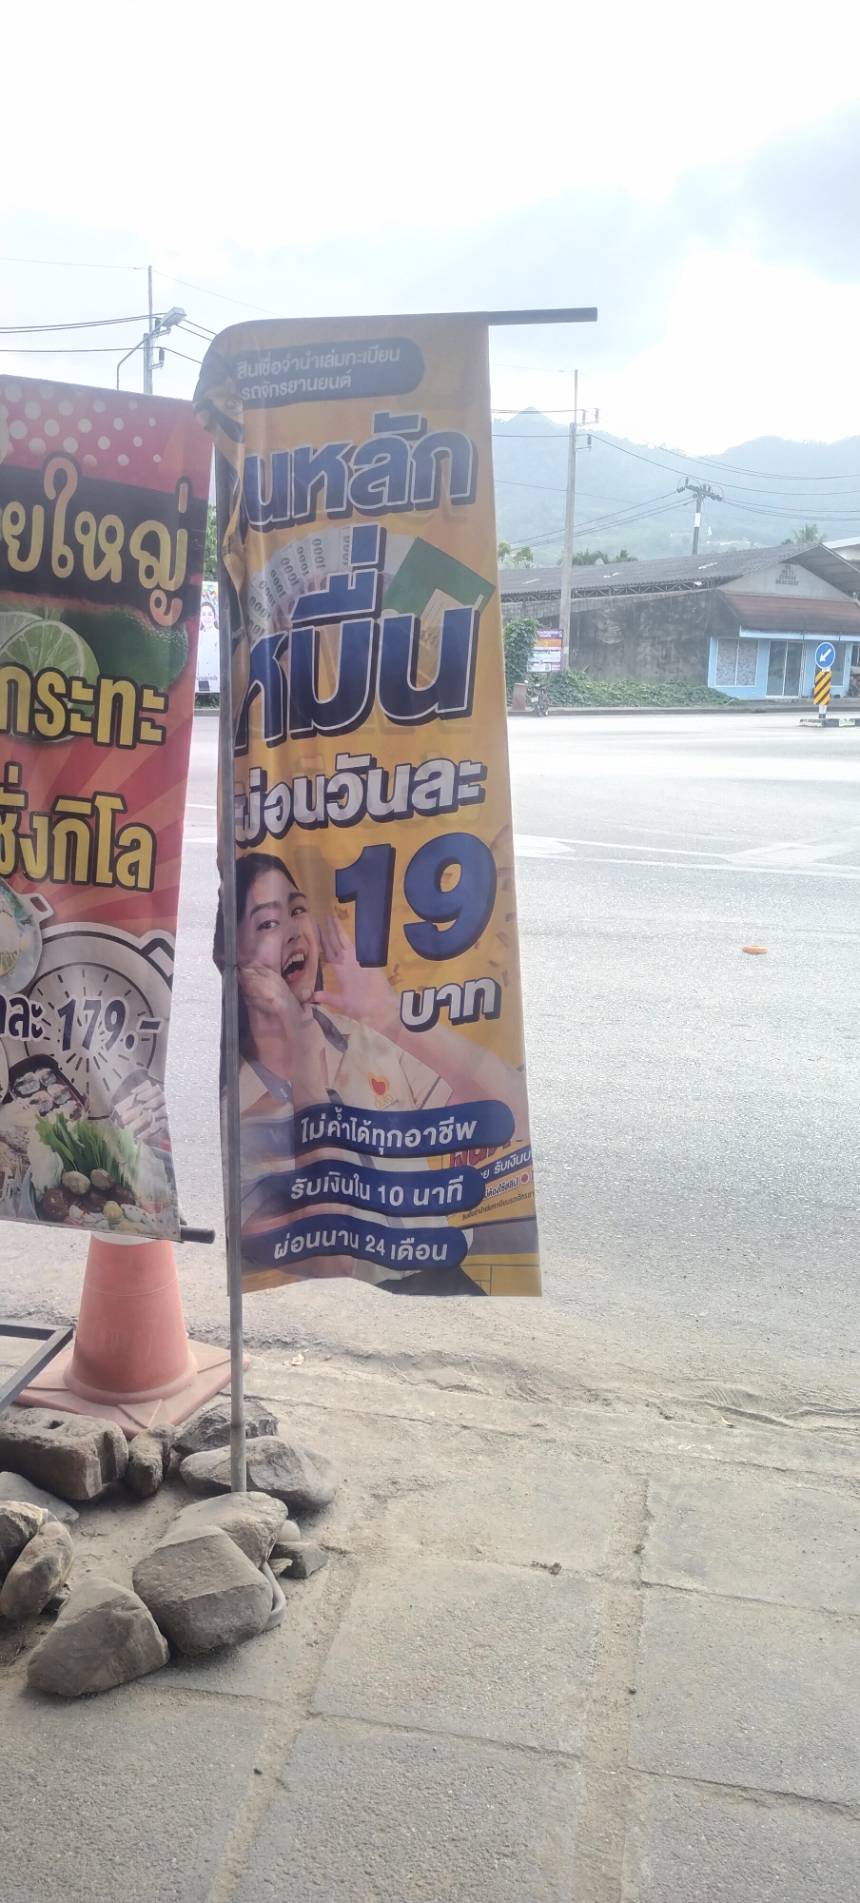 ใหญ่
กระทะ
ชั่งกิโล
ละ 179.-
สินเชื่อจำนำเล่มทะเบียน
รถจักรยานยนต์
หลัก
หมื่น
ผ่อนวันละ
19
บาท
ไม่ค้ำได้ทุกอาชีพ
รับเงินใน 10 นาที
ผ่อนนาน 24 เดือน